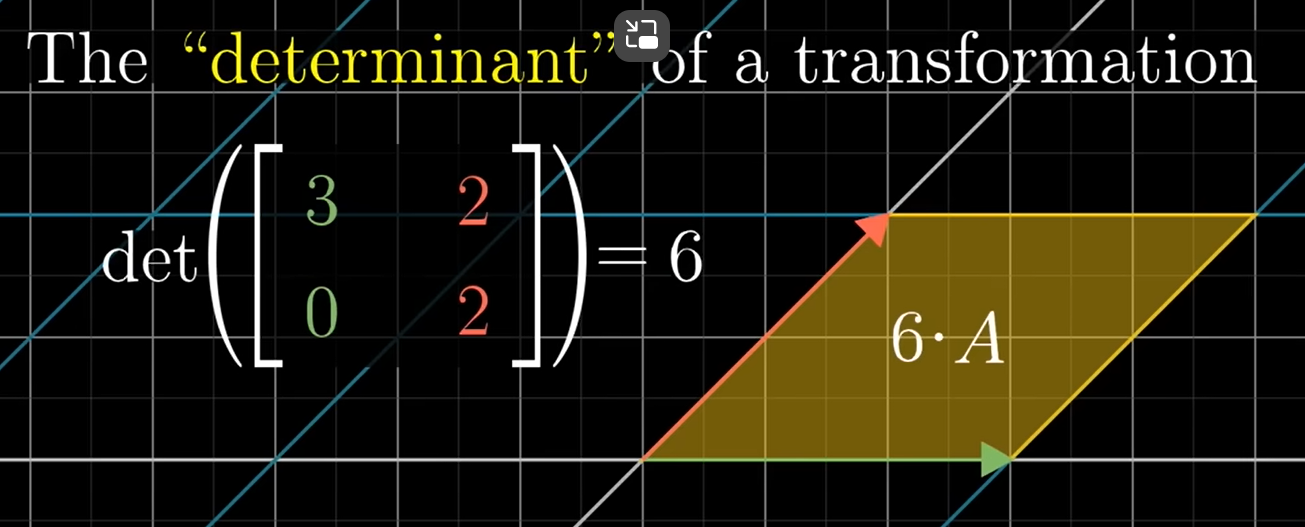 The “determinant” of a transformation
det([3 2
0 2]) = 6
6·A